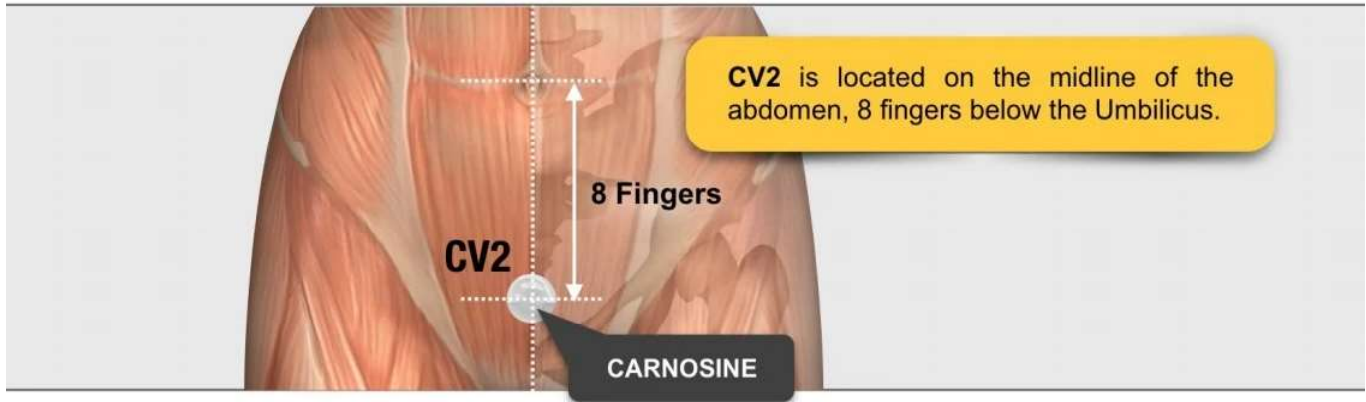 CV2 is located on the midline of the
abdomen, 8 fingers below the Umbilicus.
8 Fingers
CV2
CARNOSINE